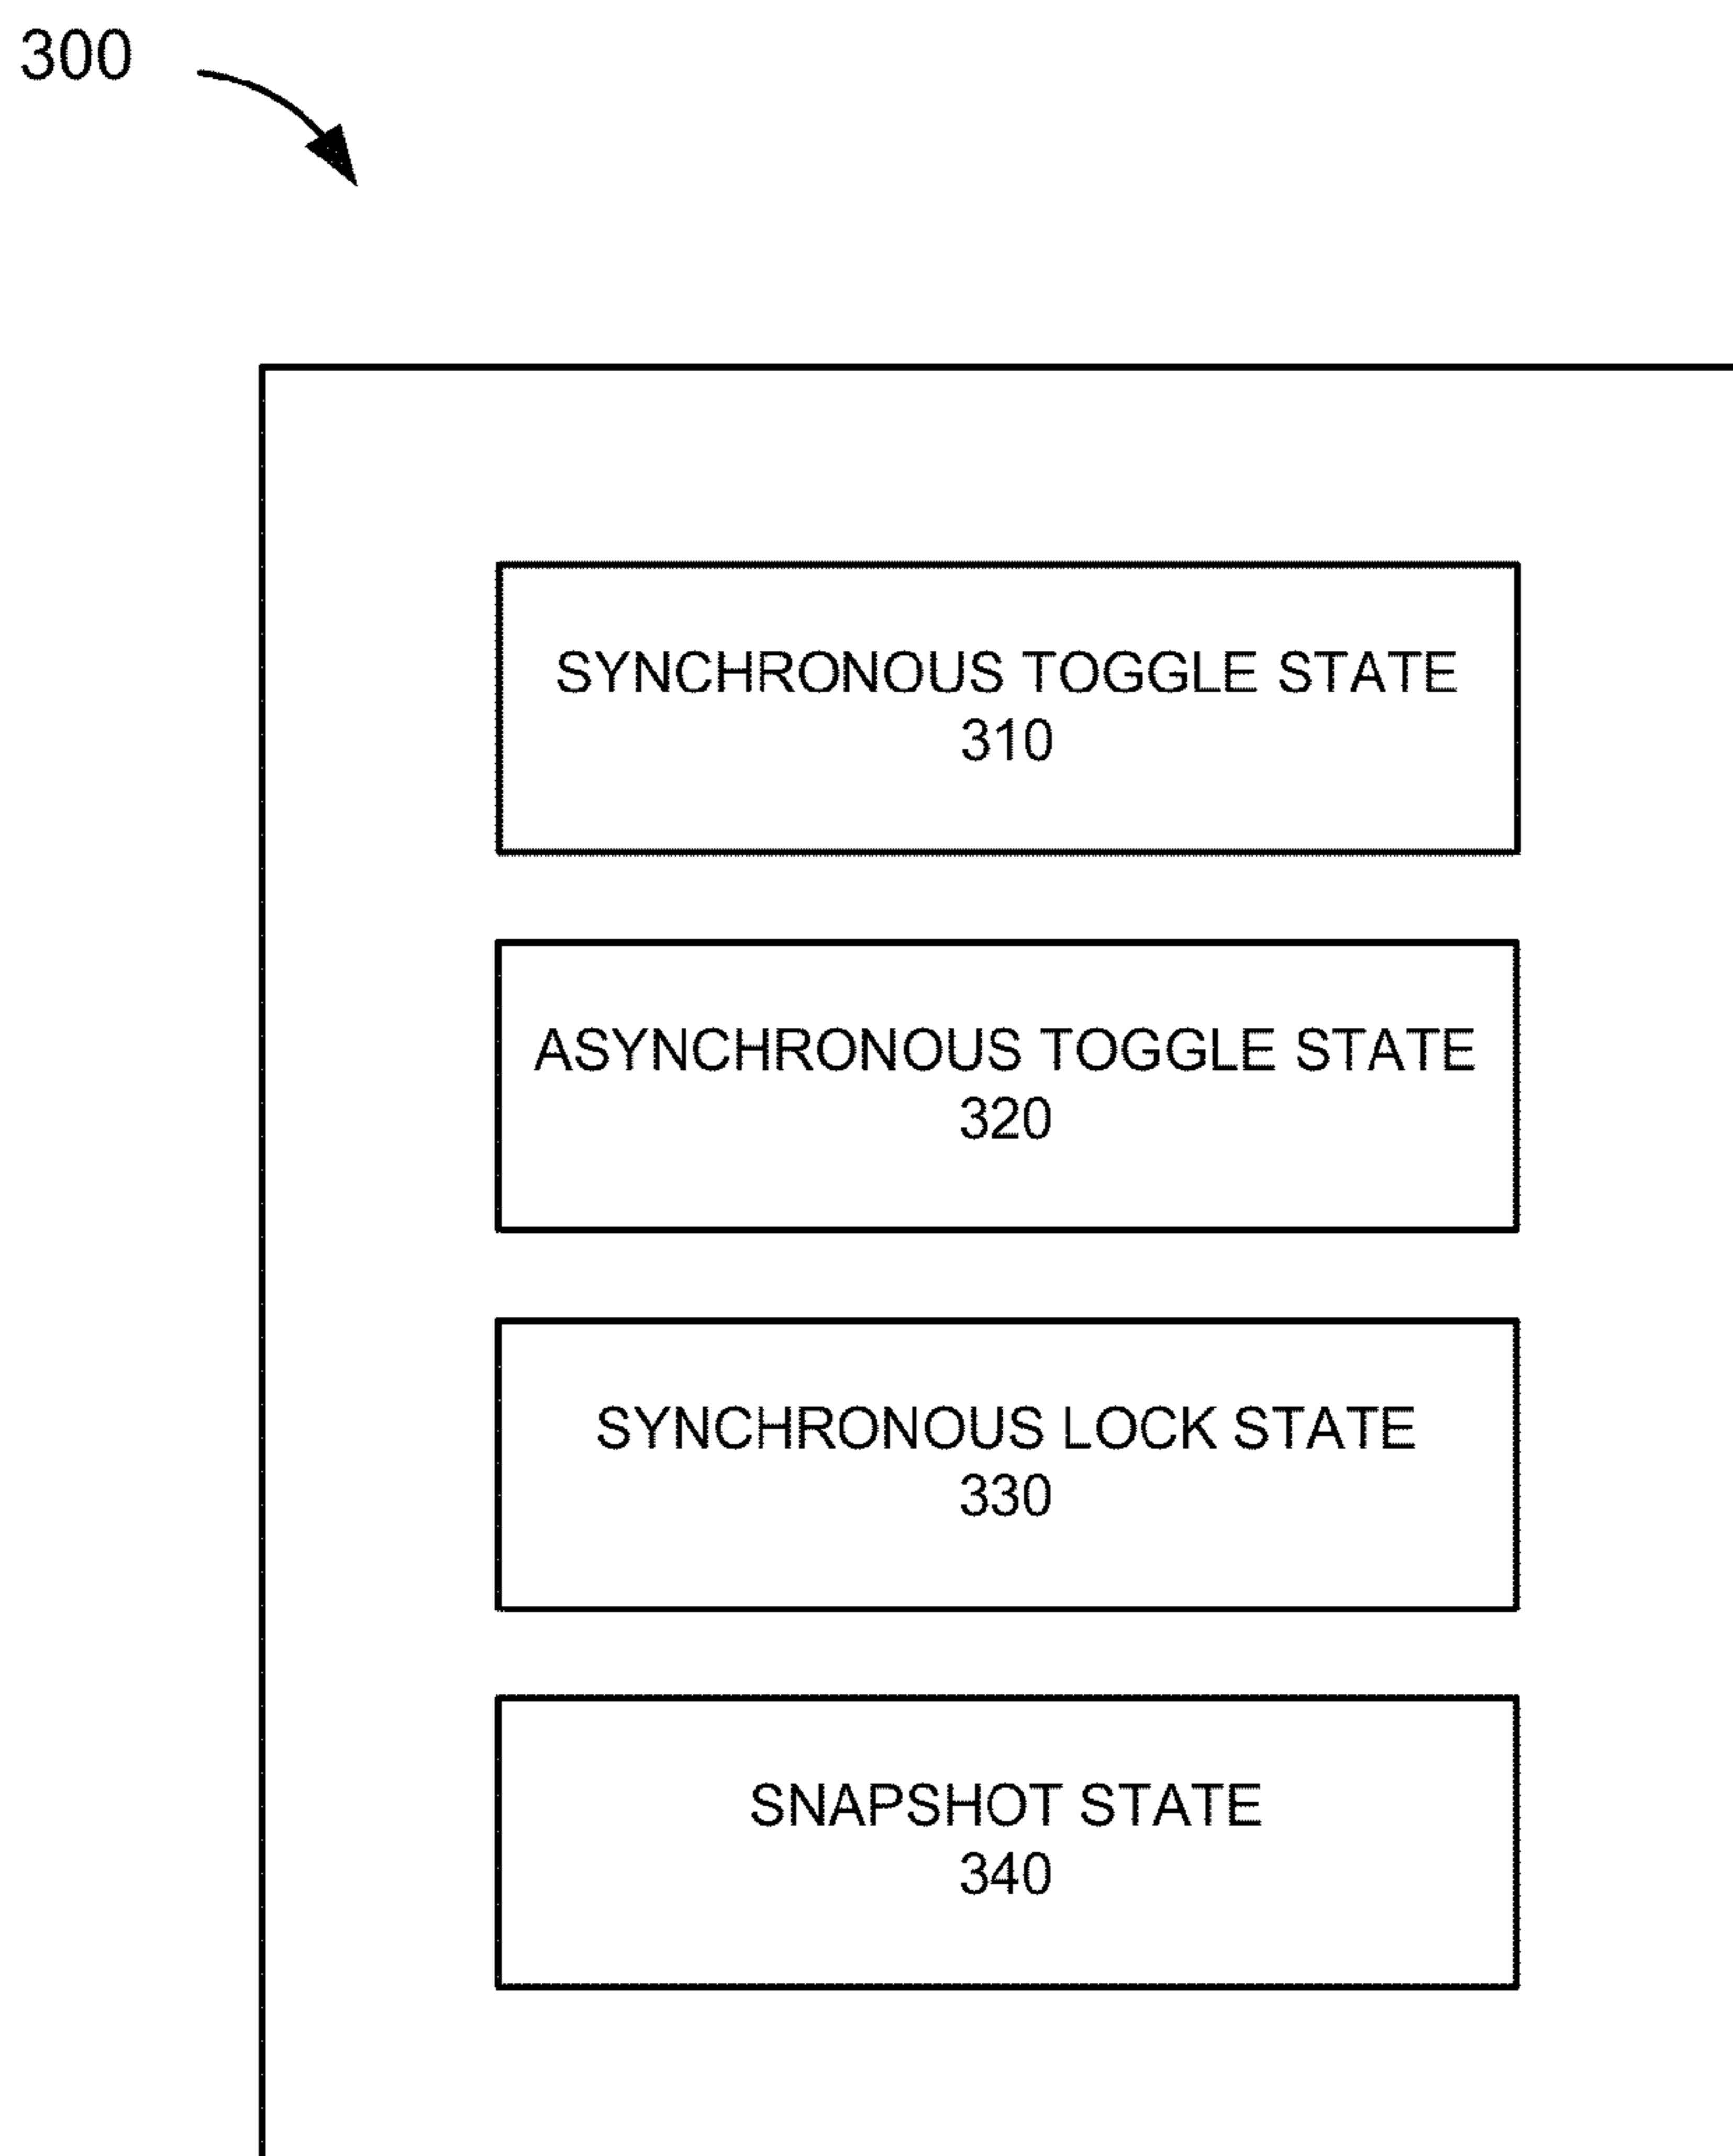 300
SYNCHRONOUS TOGGLE STATE
310
ASYNCHRONOUS TOGGLE STATE
320
SYNCHRONOUS LOCK STATE
330
SNAPSHOT STATE
340